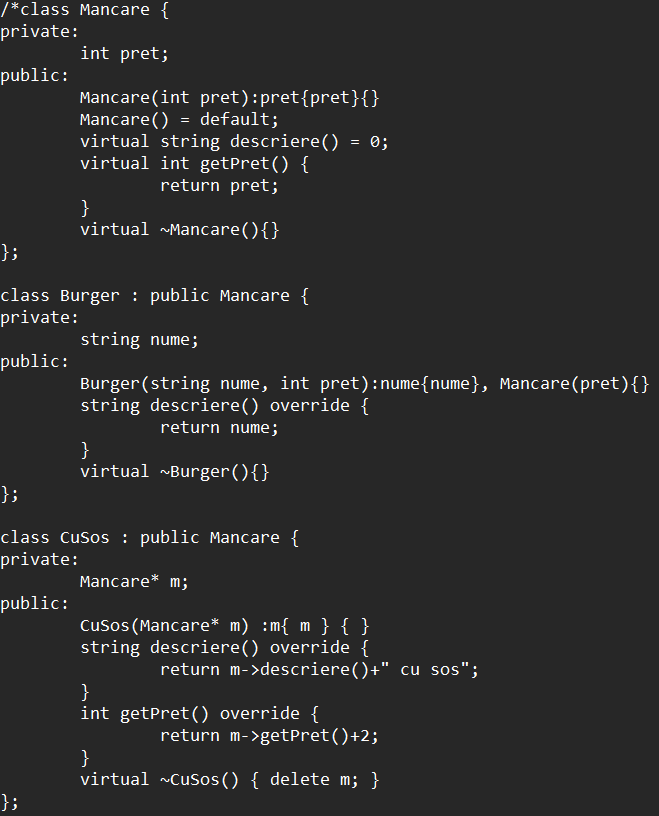 /*class Mancare {
private:
        int pret;
public:
        Mancare(int pret):pret{pret}{}
        Mancare() = default;
        virtual string descriere() = 0;
        virtual int getPret() {
                return pret;
        }
        virtual ~Mancare(){}
};

class Burger : public Mancare {
private:
        string nume;
public:
        Burger(string nume, int pret):nume{nume}, Mancare(pret){}
        string descriere() override {
                return nume;
        }
        virtual ~Burger(){}
};

class CuSos : public Mancare {
private:
        Mancare* m;
public:
        CuSos(Mancare* m) :m{ m } { }
        string descriere() override {
                return m->descriere()+" cu sos";
        }
        int getPret() override {
                return m->getPret()+2;
        }
        virtual ~CuSos() { delete m; }
};